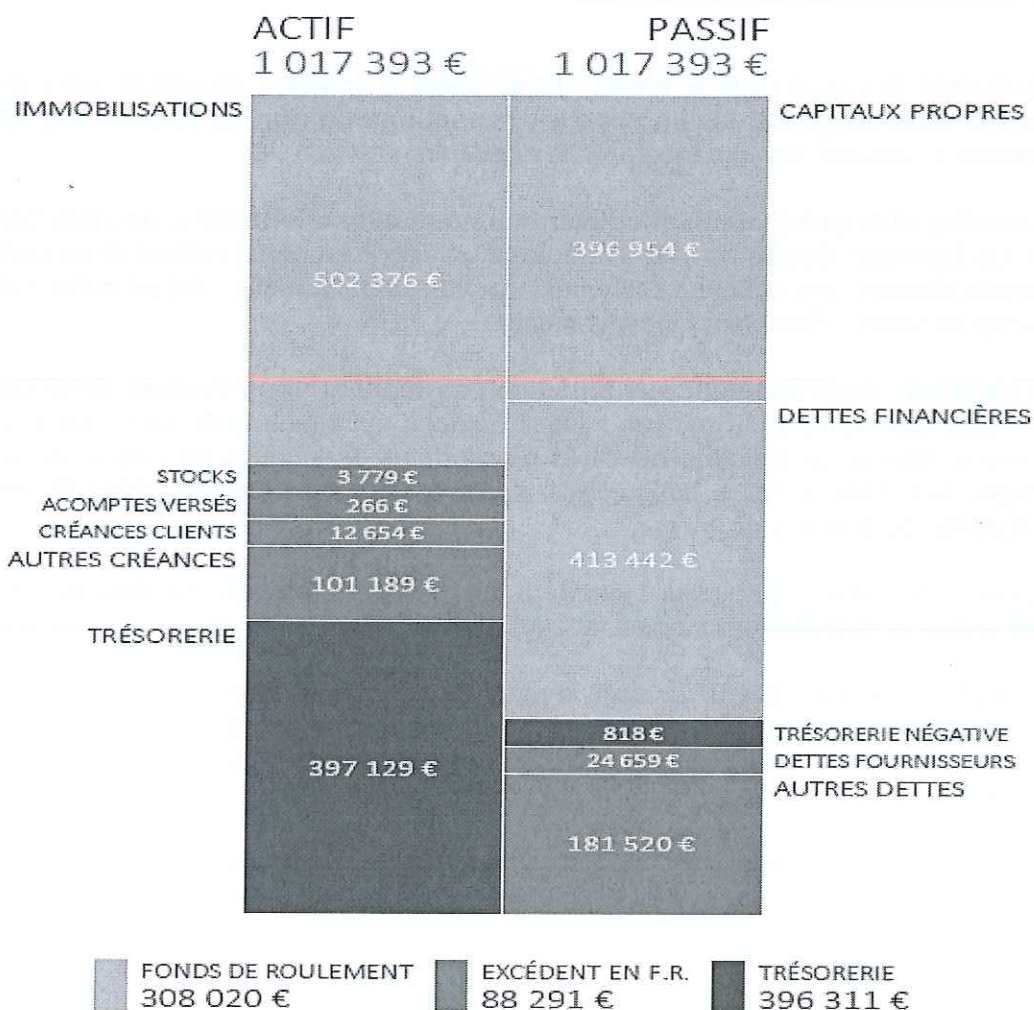 ACTIF
1 017 393 €
PASSIF
1 017 393 €
IMMOBILISATIONS
CAPITAUX PROPRES
502 376 €
396 954 €
DETTES FINANCIÈRES
STOCKS
3 779 €
ACOMPTES VERSÉS
266 €
CRÉANCES CLIENTS
12 654 €
AUTRES CRÉANCES
101 189 €
413 442 €
TRÉSORERIE
397 129 €
818 €
TRÉSORERIE NÉGATIVE
24 659 €
DETTES FOURNISSEURS
AUTRES DETTES
181 520 €
FONDS DE ROULEMENT
308 020 €
EXCÉDENT EN F.R.
88 291 €
TRÉSORERIE
396 311 €